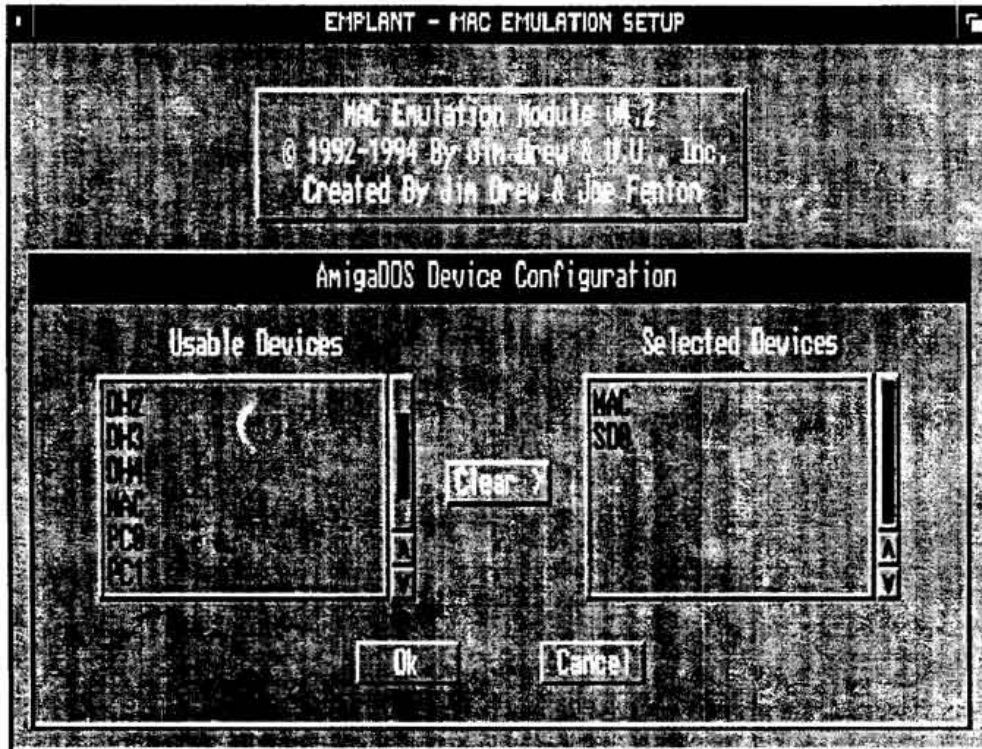 EMPLANT - MAC EMULATION SETUP
MAC Emulation Module v4.2
© 1992-1994 By Jim Drew & U.U., Inc.
Created By Jim Drew & Joe Fenton
AmigaDOS Device Configuration
Usable Devices
Selected Devices
DH2
DH3
DH4
MAC
PC0
PC1
Clear >
MAC
SD0
Ok
Cancel